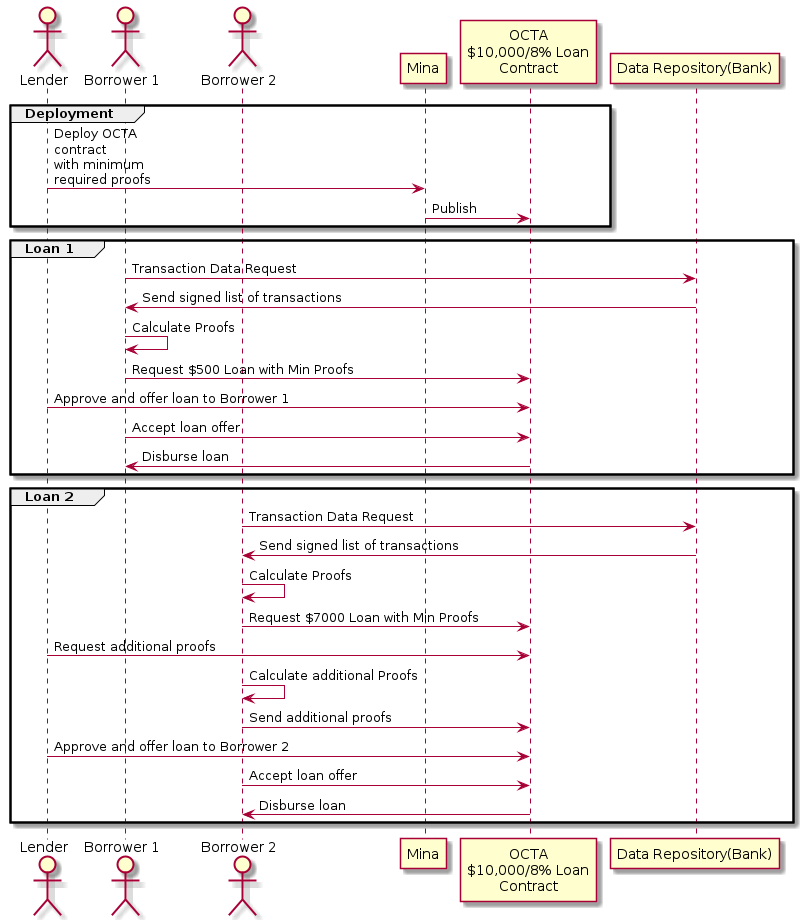 Lender
Borrower 1
Borrower 2
Mina
OCTA
$10,000/8% Loan
Contract
Data Repository(Bank)
Deployment
Deploy OCTA
contract
with minimum
required proofs
Publish
Loan 1
Transaction Data Request
Send signed list of transactions
Calculate Proofs
Request $500 Loan with Min Proofs
Approve and offer loan to Borrower 1
Accept loan offer
Disburse loan
Loan 2
Transaction Data Request
Send signed list of transactions
Calculate Proofs
Request $7000 Loan with Min Proofs
Request additional proofs
Calculate additional Proofs
Send additional proofs
Approve and offer loan to Borrower 2
Accept loan offer
Disburse loan
Lender
Borrower 1
Borrower 2
Mina
OCTA
$10,000/8% Loan
Contract
Data Repository(Bank)